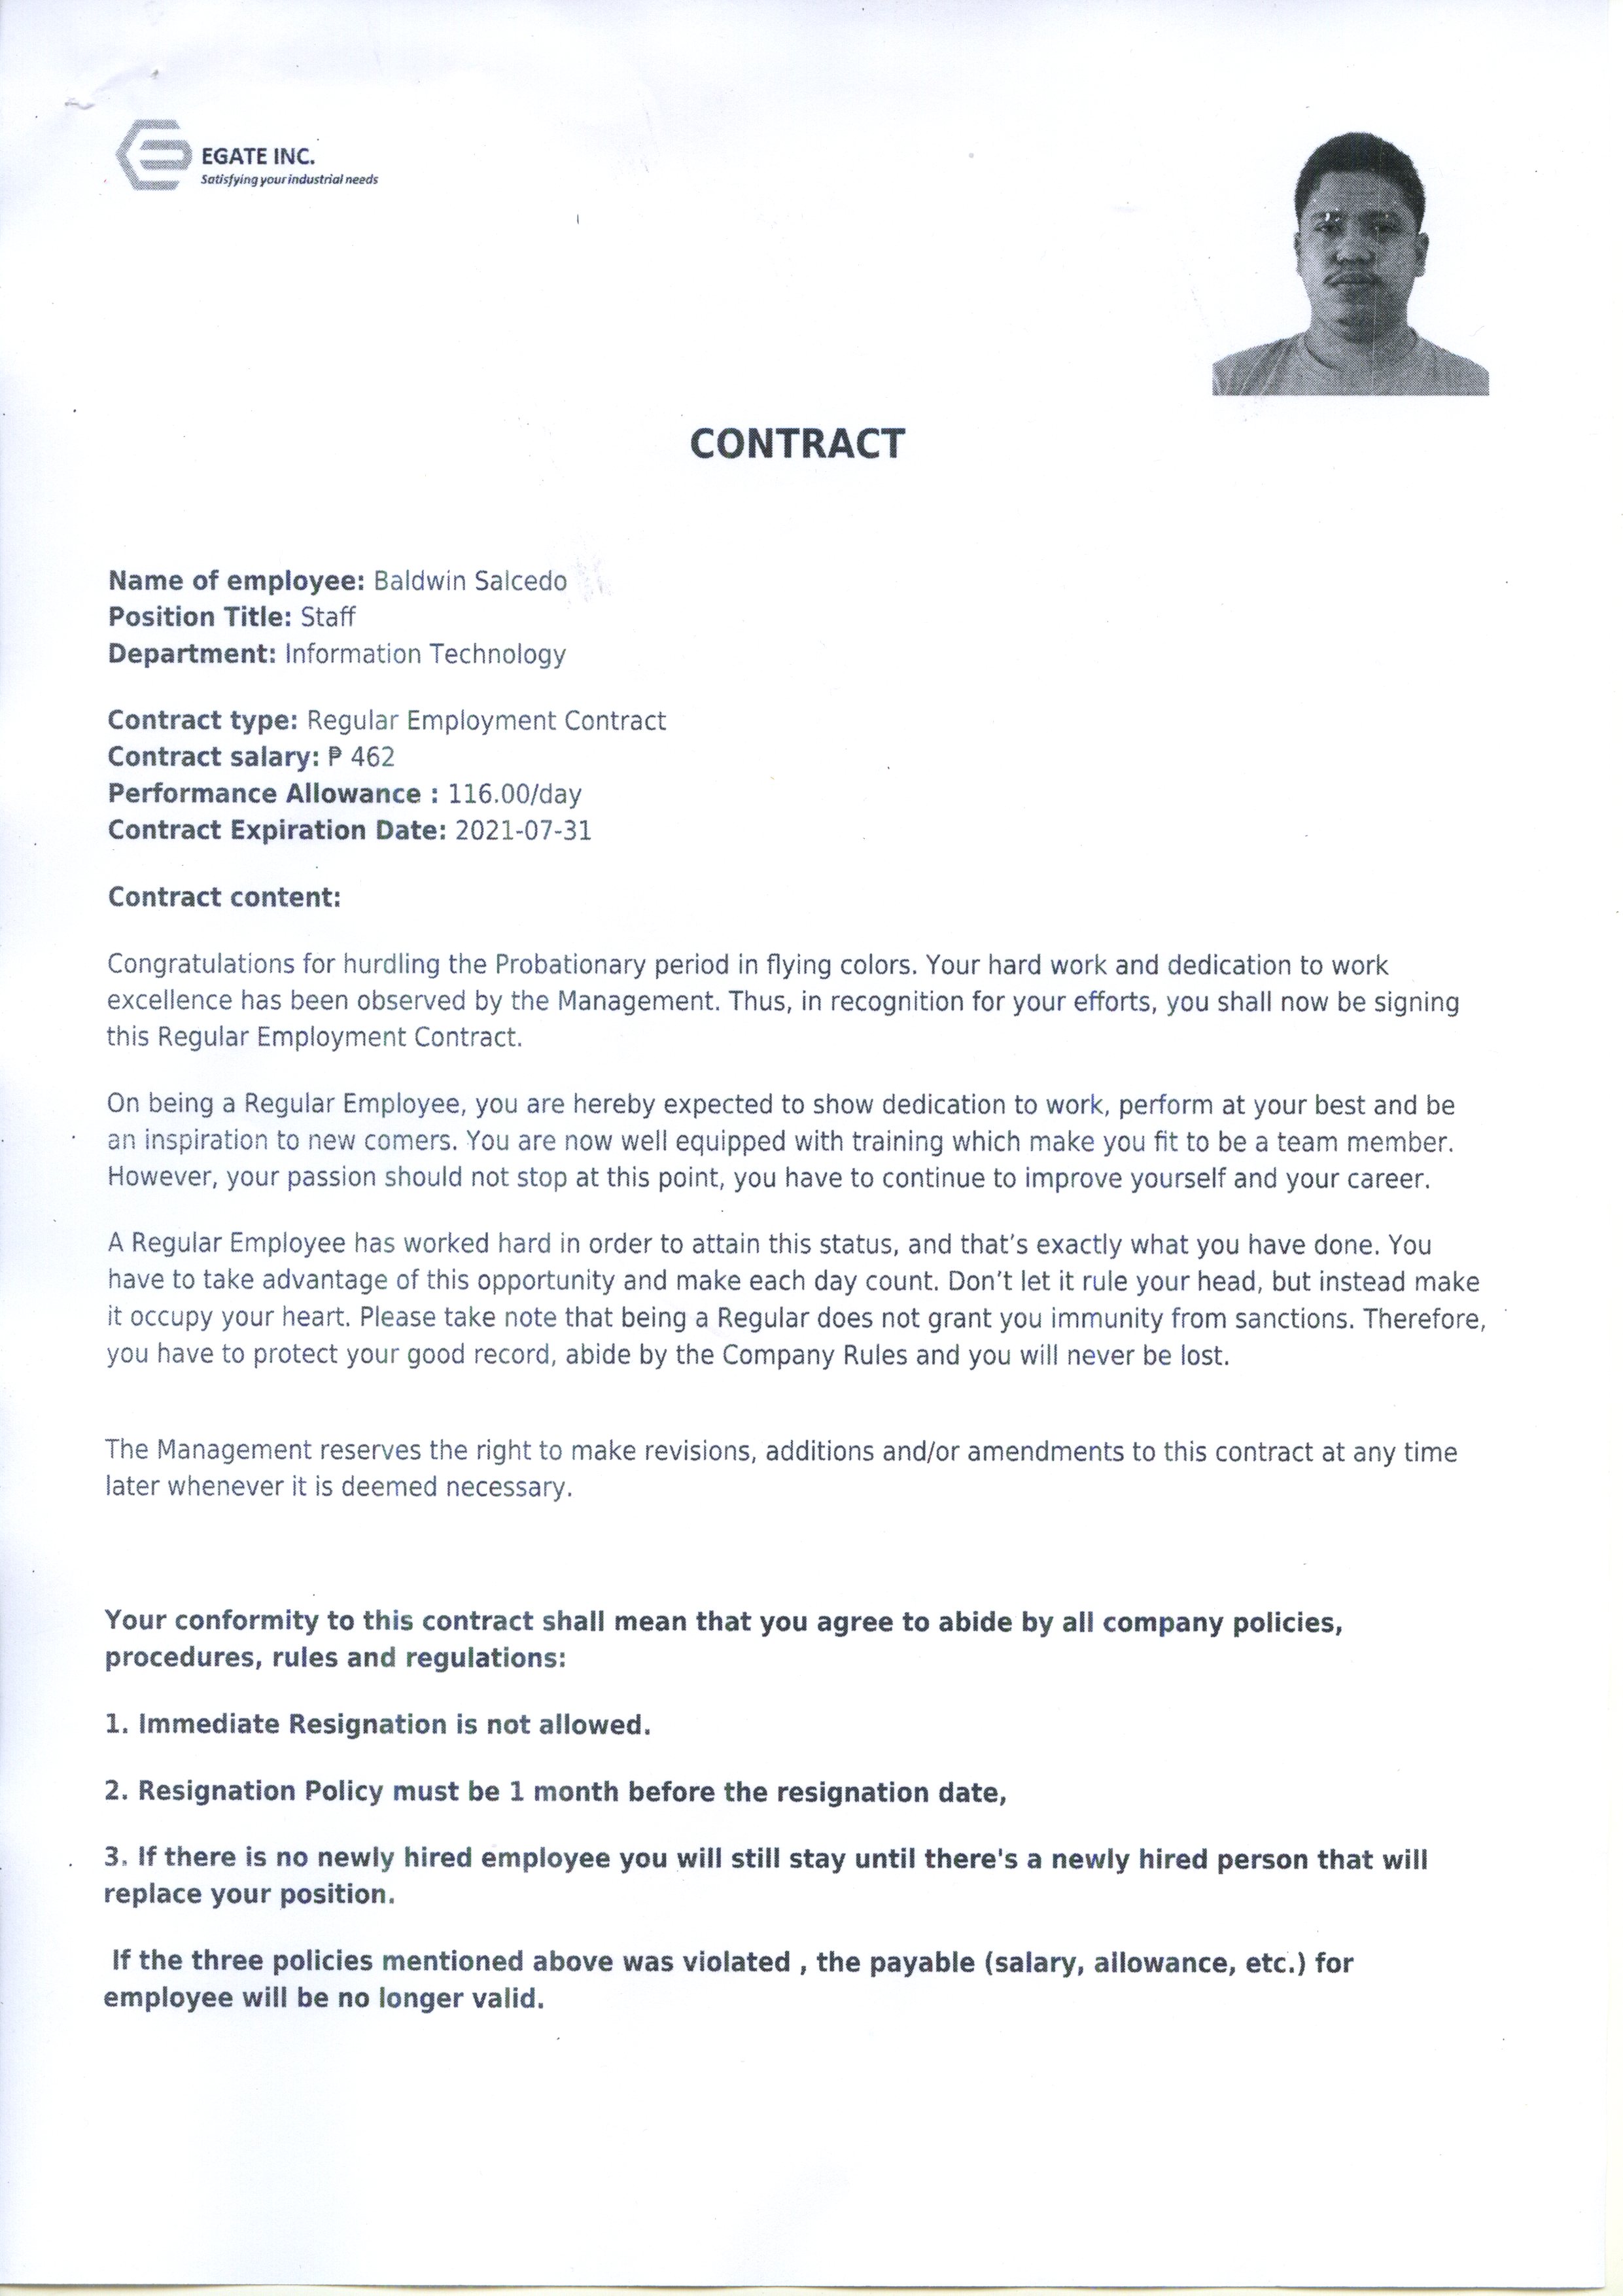 EGATE INC.
Satisfying your industrial needs
CONTRACT
Name of employee: Baldwin Salcedo
Position Title: Staff
Department: Information Technology
Contract type: Regular Employment Contract
Contract salary: ₱ 462
Performance Allowance : 116.00/day
Contract Expiration Date: 2021-07-31
Contract content:
Congratulations for hurdling the Probationary period in flying colors. Your hard work and dedication to work
excellence has been observed by the Management. Thus, in recognition for your efforts, you shall now be signing
this Regular Employment Contract.
On being a Regular Employee, you are hereby expected to show dedication to work, perform at your best and be
an inspiration to new comers. You are now well equipped with training which make you fit to be a team member.
However, your passion should not stop at this point, you have to continue to improve yourself and your career.
A Regular Employee has worked hard in order to attain this status, and that’s exactly what you have done. You
have to take advantage of this opportunity and make each day count. Don’t let it rule your head, but instead make
it occupy your heart. Please take note that being a Regular does not grant you immunity from sanctions. Therefore,
you have to protect your good record, abide by the Company Rules and you will never be lost.
The Management reserves the right to make revisions, additions and/or amendments to this contract at any time
later whenever it is deemed necessary.
Your conformity to this contract shall mean that you agree to abide by all company policies,
procedures, rules and regulations:
1. Immediate Resignation is not allowed.
2. Resignation Policy must be 1 month before the resignation date,
3. If there is no newly hired employee you will still stay until there's a newly hired person that will
replace your position.
If the three policies mentioned above was violated , the payable (salary, allowance, etc.) for
employee will be no longer valid.